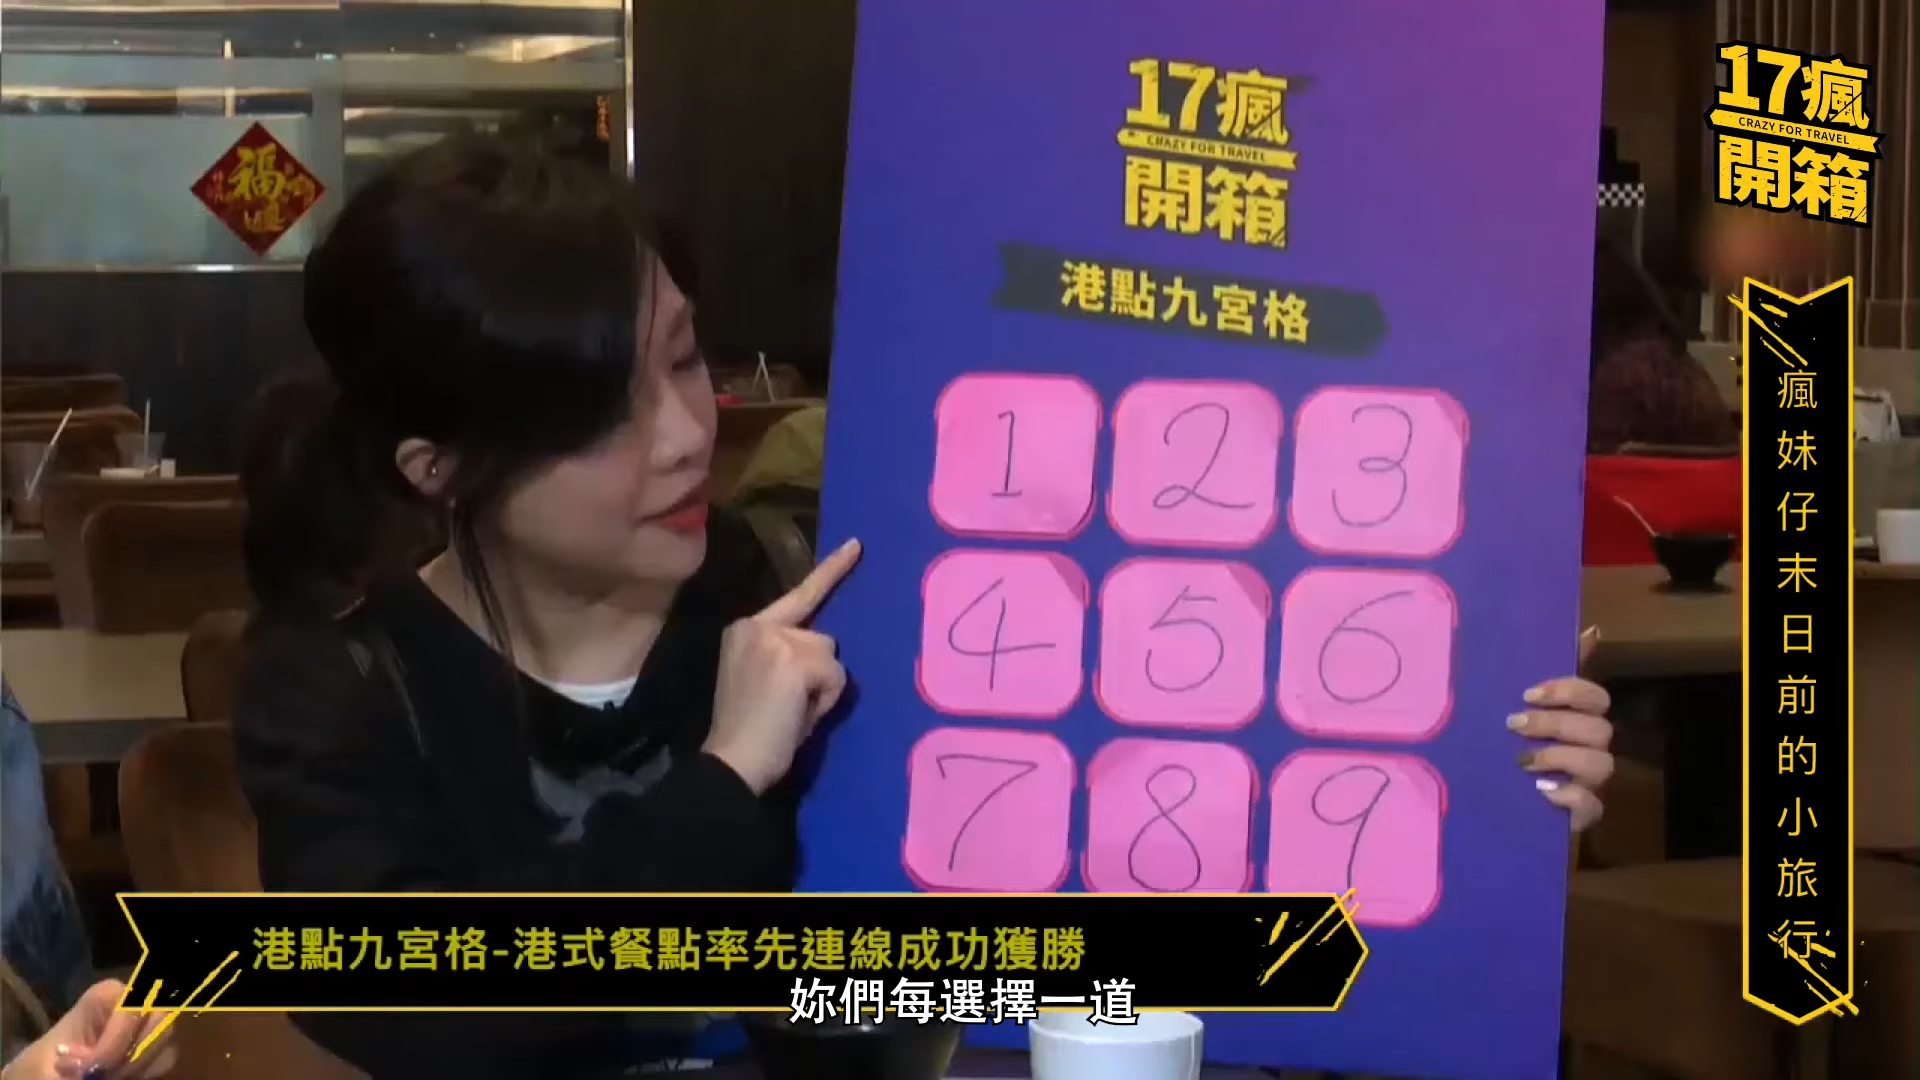 17瘋
CRAZY FOR TRAVEL
開箱
港點九宮格
1 2 3
4 5 6
7 8 9
福
17瘋
CRAZY FOR TRAVEL
開箱
瘋妹仔末日前的小旅行
港點九宮格-港式餐點率先連線成功獲勝
妳們每選擇一道